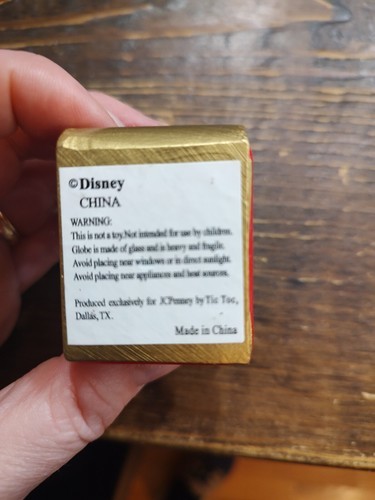 ©Disney
CHINA
WARNING:
This is not a toy.Not intended for use by children.
Globe is made of glass and is heavy and fragile.
Avoid placing near windows or in direct sunlight.
Avoid placing near appliances and heat sources.
Produced exclusively for JCPenney by Tic Toc,
Dallas, TX.
Made in China